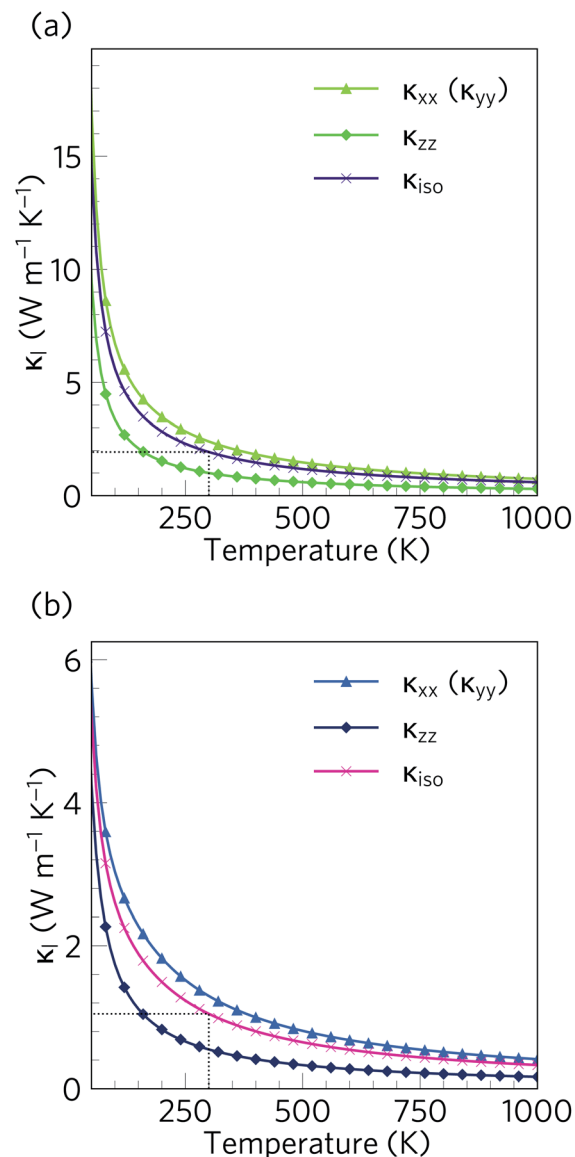 (a)
κxx (κyy)
κzz
κiso
15
10
5
0
κl (W m−1 K−1)
250 500 750 1000
Temperature (K)
(b)
κxx (κyy)
κzz
κiso
6
4
2
0
κl (W m−1 K−1)
250 500 750 1000
Temperature (K)